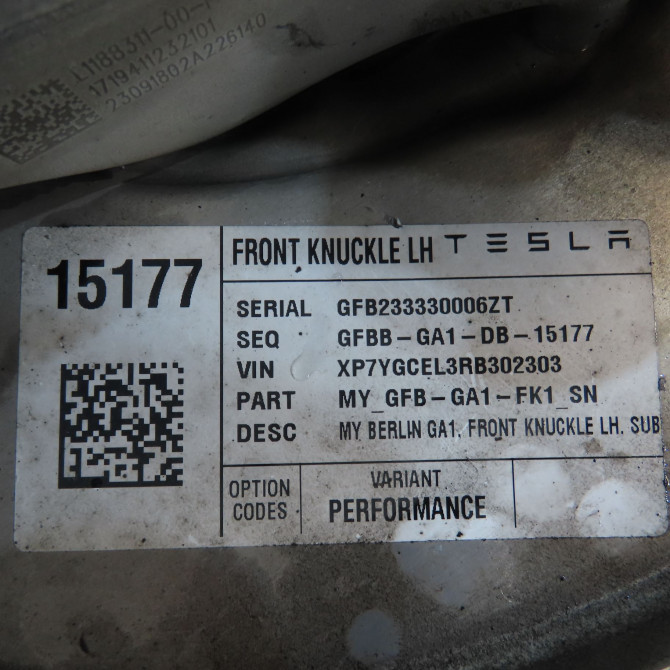 L1188311-00-
1719411232101
23091802A226140
15177
FRONT KNUCKLE LH TESLA
SERIAL GFB233330006ZT
SEQ GFBB-GA1-DB-15177
VIN XP7YGCEL3RB302303
PART MY_GFB-GA1-FK1_SN
DESC MY BERLIN GA1, FRONT KNUCKLE LH, SUB
OPTION CODES
VARIANT
PERFORMANCE